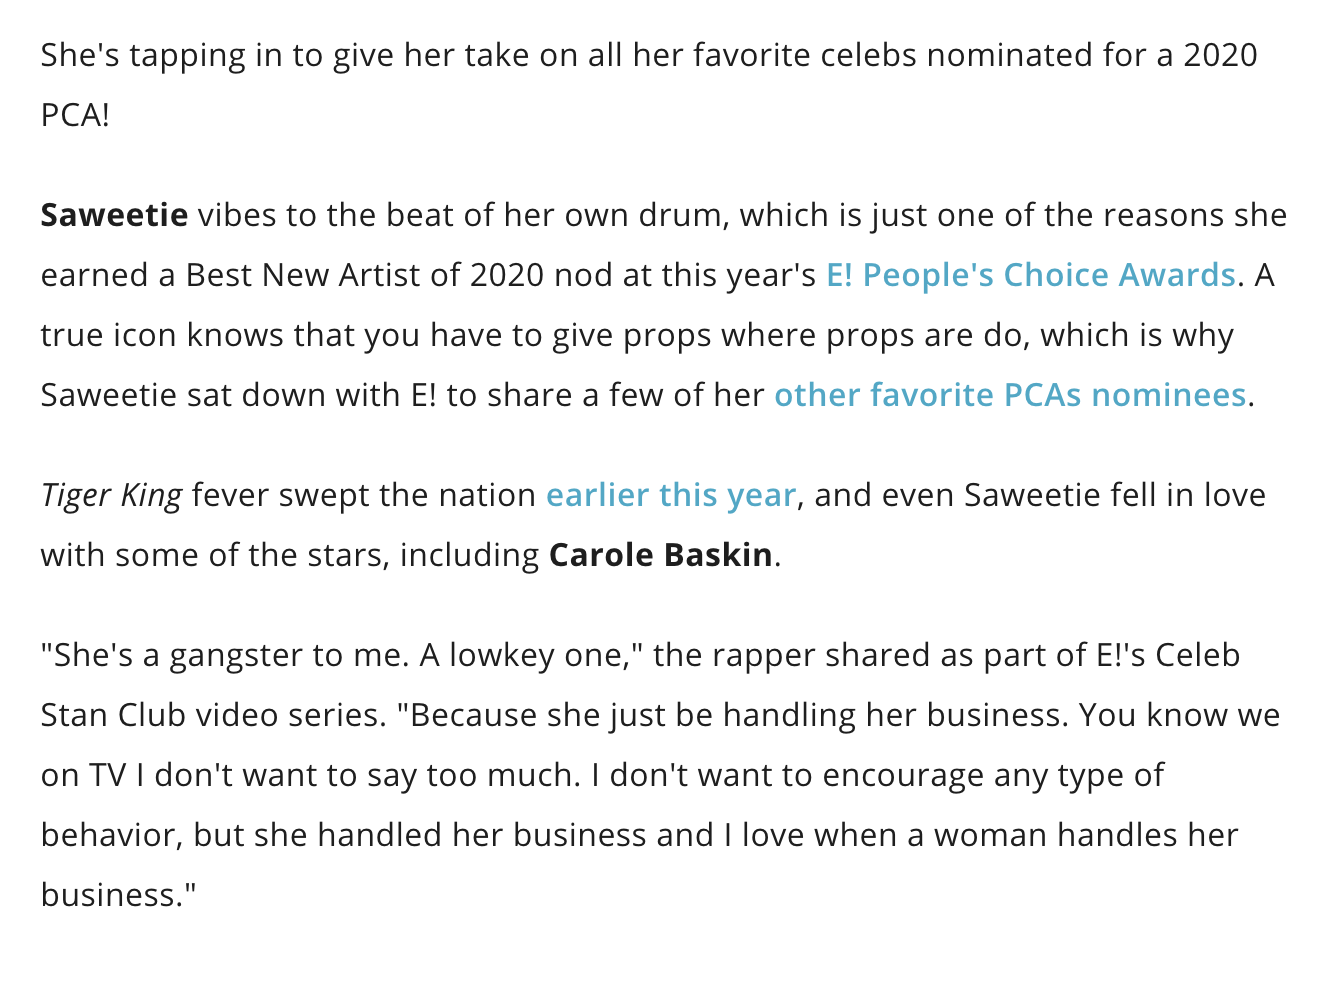 She's tapping in to give her take on all her favorite celebs nominated for a 2020
PCA!
Saweetie vibes to the beat of her own drum, which is just one of the reasons she
earned a Best New Artist of 2020 nod at this year's E! People's Choice Awards. A
true icon knows that you have to give props where props are do, which is why
Saweetie sat down with E! to share a few of her other favorite PCAs nominees.
Tiger King fever swept the nation earlier this year, and even Saweetie fell in love
with some of the stars, including Carole Baskin.
"She's a gangster to me. A lowkey one," the rapper shared as part of E!'s Celeb
Stan Club video series. "Because she just be handling her business. You know we
on TV I don't want to say too much. I don't want to encourage any type of
behavior, but she handled her business and I love when a woman handles her
business."